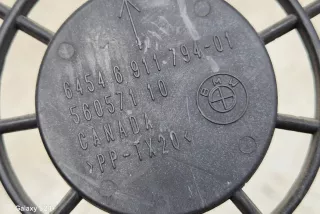 6454 6 911 794-01
560571 10
CANADA
>PP-TX20<
BMW